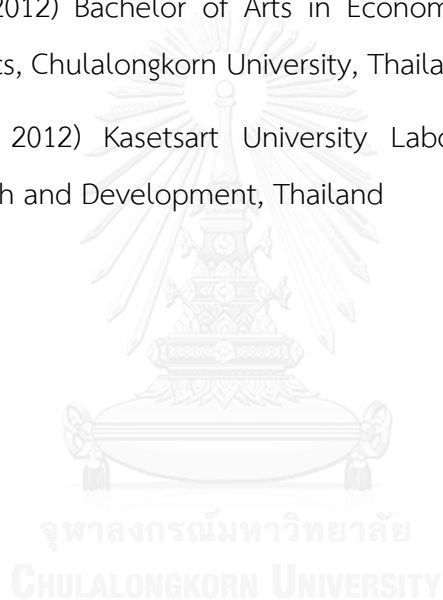 2012) Bachelor of Arts in Econom
cs, Chulalongkorn University, Thaila
2012) Kasetsart University Labo
h and Development, Thailand
จุฬาลงกรณ์มหาวิทยาลัย
CHULALONGKORN UNIVERSITY